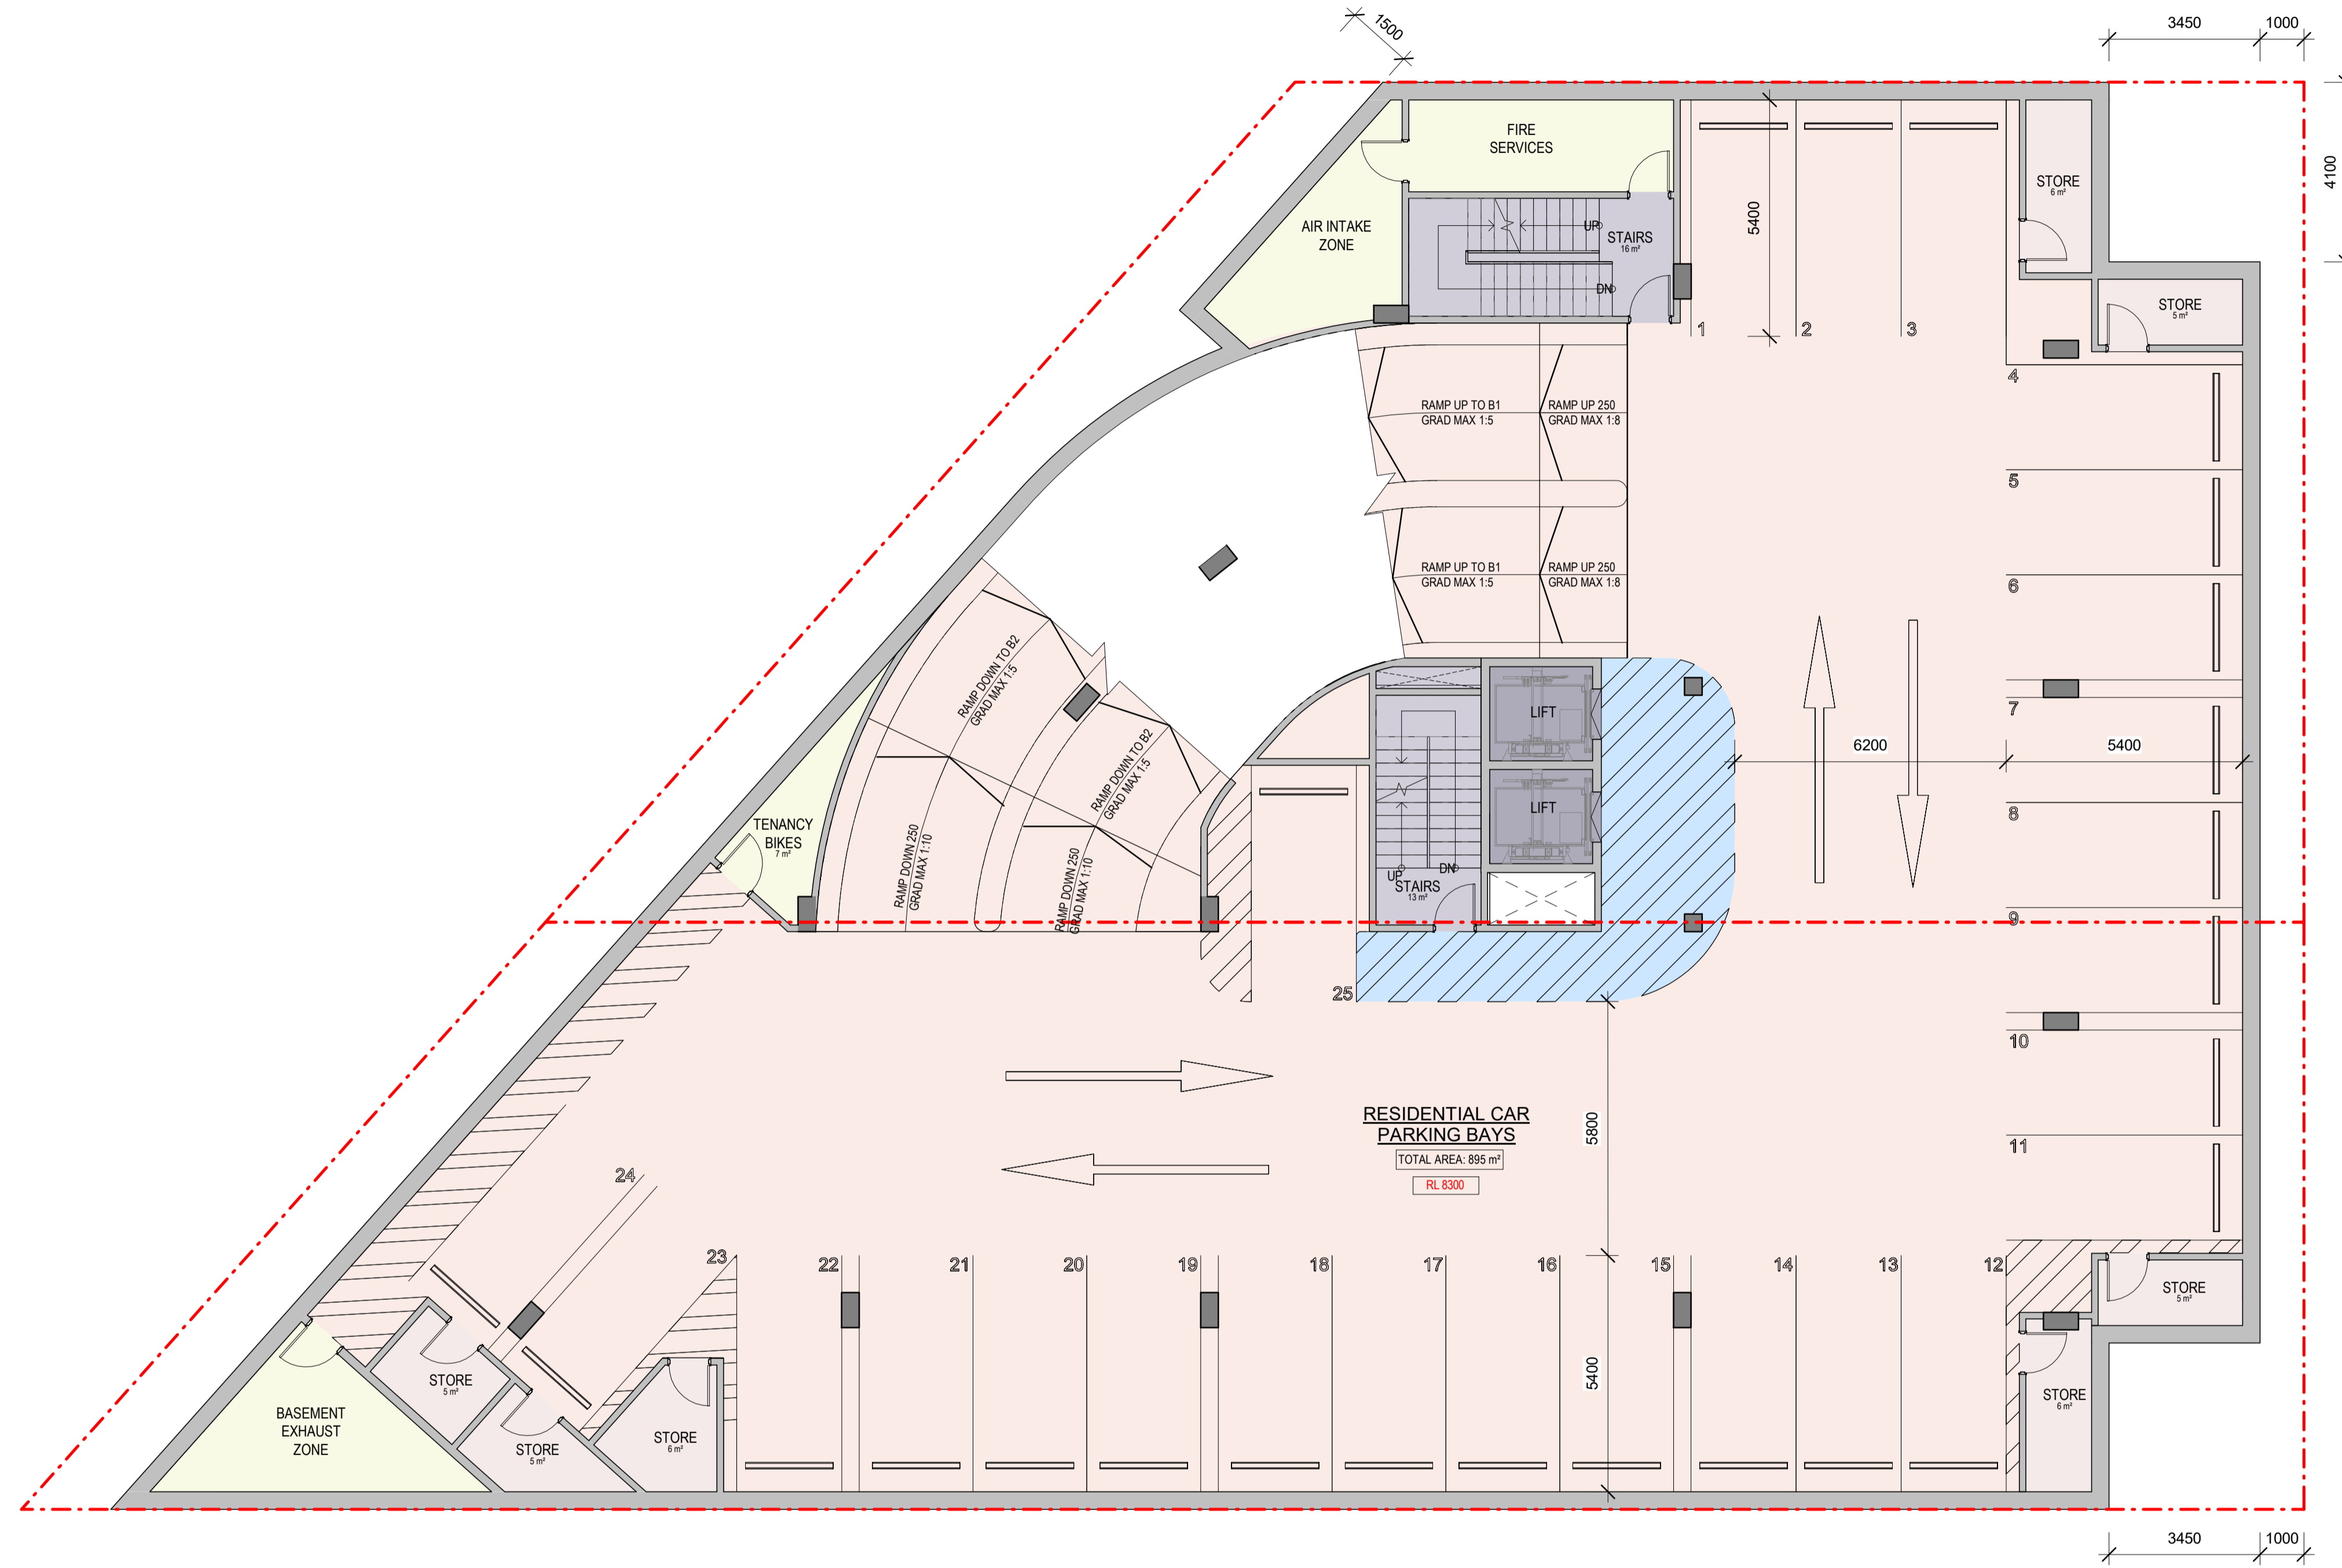 3450
1000
1500
4100
FIRE
SERVICES
AIR INTAKE
ZONE
UP
STAIRS
16 m²
DN
5400
STORE
6 m²
STORE
5 m²
1
2
3
4
RAMP UP TO B1
GRAD MAX 1:5
RAMP UP 250
GRAD MAX 1:8
5
RAMP UP TO B1
GRAD MAX 1:5
RAMP UP 250
GRAD MAX 1:8
6
RAMP DOWN TO B2
GRAD MAX 1:5
RAMP DOWN TO B2
GRAD MAX 1:5
LIFT
7
6200
5400
LIFT
8
TENANCY
BIKES
7 m²
RAMP DOWN 250
GRAD MAX 1:10
RAMP DOWN 250
GRAD MAX 1:10
UP
DN
STAIRS
13 m²
9
25
10
RESIDENTIAL CAR
PARKING BAYS
TOTAL AREA: 895 m²
RL 8300
5800
11
24
23
22
21
20
19
18
17
16
15
14
13
12
STORE
5 m²
5400
STORE
5 m²
STORE
6 m²
BASEMENT
EXHAUST
ZONE
STORE
5 m²
STORE
6 m²
3450
1000